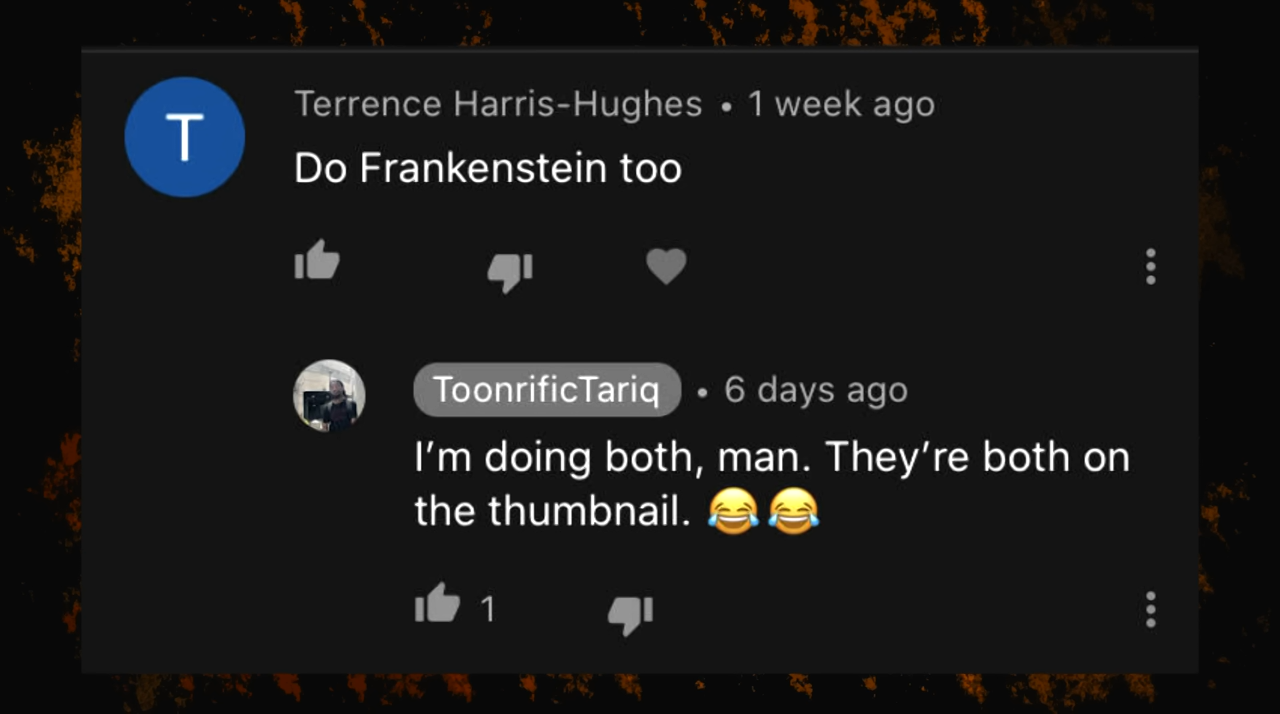 T
Terrence Harris-Hughes • 1 week ago
Do Frankenstein too
ToonrificTariq • 6 days ago
I’m doing both, man. They’re both on
the thumbnail. 😂😂
1